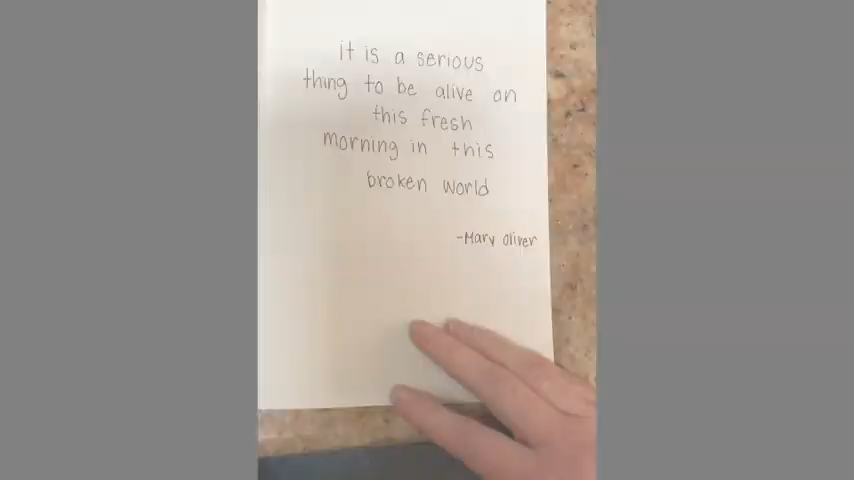 it is a serious
thing to be alive on
this fresh
morning in this
broken world
-Mary Oliver